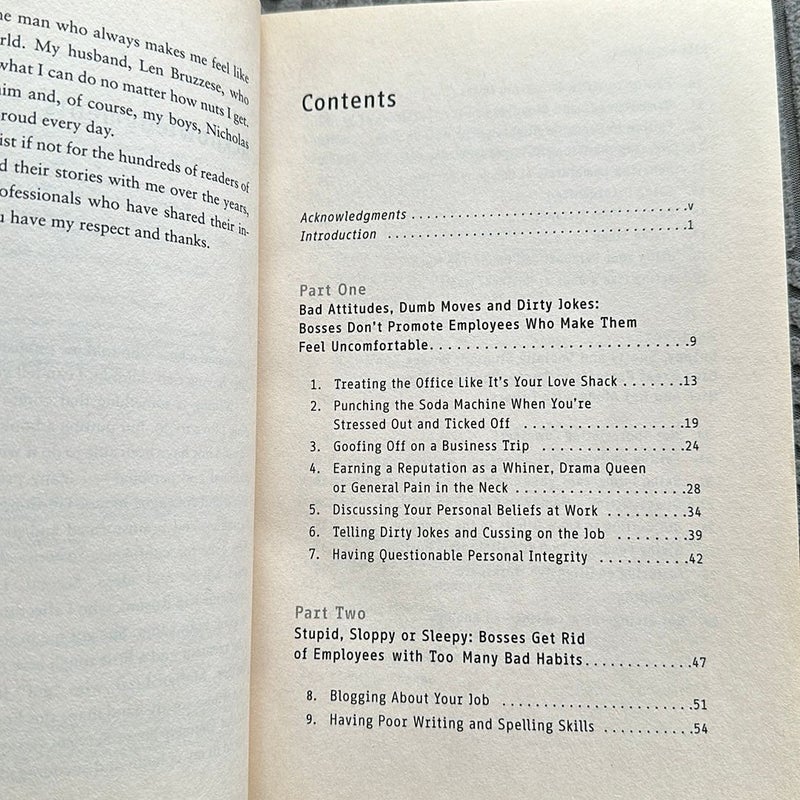 ne man who always makes me feel like
rld. My husband, Len Bruzzese, who
what I can do no matter how nuts I get.
im and, of course, my boys, Nicholas
roud every day.
ist if not for the hundreds of readers of
d their stories with me over the years,
ofessionals who have shared their in-
u have my respect and thanks.
Contents
Acknowledgments . . . . . . . . . . . . . . . . . . . . . . . . . . . . . . . . . . . .v
Introduction . . . . . . . . . . . . . . . . . . . . . . . . . . . . . . . . . . . . . . .1
Part One
Bad Attitudes, Dumb Moves and Dirty Jokes:
Bosses Don't Promote Employees Who Make Them
Feel Uncomfortable. . . . . . . . . . . . . . . . . . . . . . . . . . . .9
1. Treating the Office Like It's Your Love Shack . . . . . . .13
2. Punching the Soda Machine When You're
Stressed Out and Ticked Off . . . . . . . . . . . . . . . . . . . .19
3. Goofing Off on a Business Trip . . . . . . . . . . . . . . . . . .24
4. Earning a Reputation as a Whiner, Drama Queen
or General Pain in the Neck . . . . . . . . . . . . . . . . . . . . .28
5. Discussing Your Personal Beliefs at Work . . . . . . . . . .34
6. Telling Dirty Jokes and Cussing on the Job . . . . . . . . .39
7. Having Questionable Personal Integrity . . . . . . . . . . .42
Part Two
Stupid, Sloppy or Sleepy: Bosses Get Rid
of Employees with Too Many Bad Habits. . . . . . . . . . . .47
8. Blogging About Your Job . . . . . . . . . . . . . . . . . . . . . . .51
9. Having Poor Writing and Spelling Skills . . . . . . . . . . .54